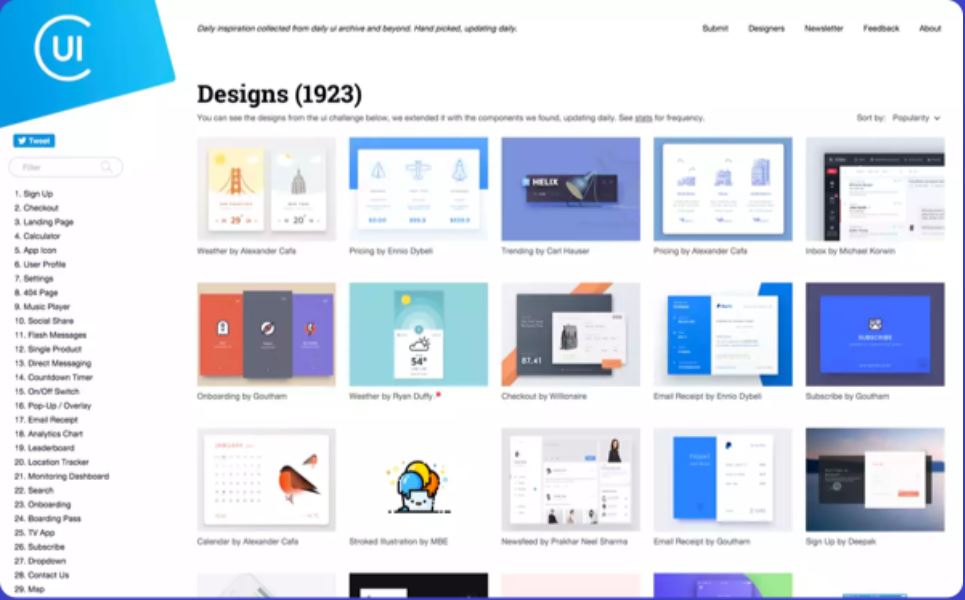 UI
Daily inspiration collected from daily ui archive and beyond. Hand picked, updating daily.
Submit
Designers
Newsletter
Feedback
About
Designs (1923)
You can see the designs from the ui challenge below, we extended it with the components we found, updating daily. See stats for frequency.
Sort by: Popularity
Tweet
Filter
1. Sign Up
2. Checkout
3. Landing Page
4. Calculator
5. App Icon
6. User Profile
7. Settings
8. 404 Page
9. Music Player
10. Social Share
11. Flash Messages
12. Single Product
13. Direct Messaging
14. Countdown Timer
15. On/Off Switch
16. Pop-Up / Overlay
17. Email Receipt
18. Analytics Chart
19. Leaderboard
20. Location Tracker
21. Monitoring Dashboard
22. Search
23. Onboarding
24. Boarding Pass
25. TV App
26. Subscribe
27. Dropdown
28. Contact Us
29. Map
29°
20°
HELIX
Weather by Alexander Cafa
Pricing by Ennio Dybeli
Trending by Carl Hauser
Pricing by Alexander Cafa
Inbox by Michael Korwin
54°
87.41
SUBSCRIBE
Onboarding by Goutham
Weather by Ryan Duffy
Checkout by Willionaire
Email Receipt by Ennio Dybeli
Subscribe by Goutham
JANUARY
Calendar by Alexander Cafa
Stroked Illustration by MBE
Newsfeed by Prakhar Neel Sharma
Email Receipt by Goutham
Sign Up by Deepak